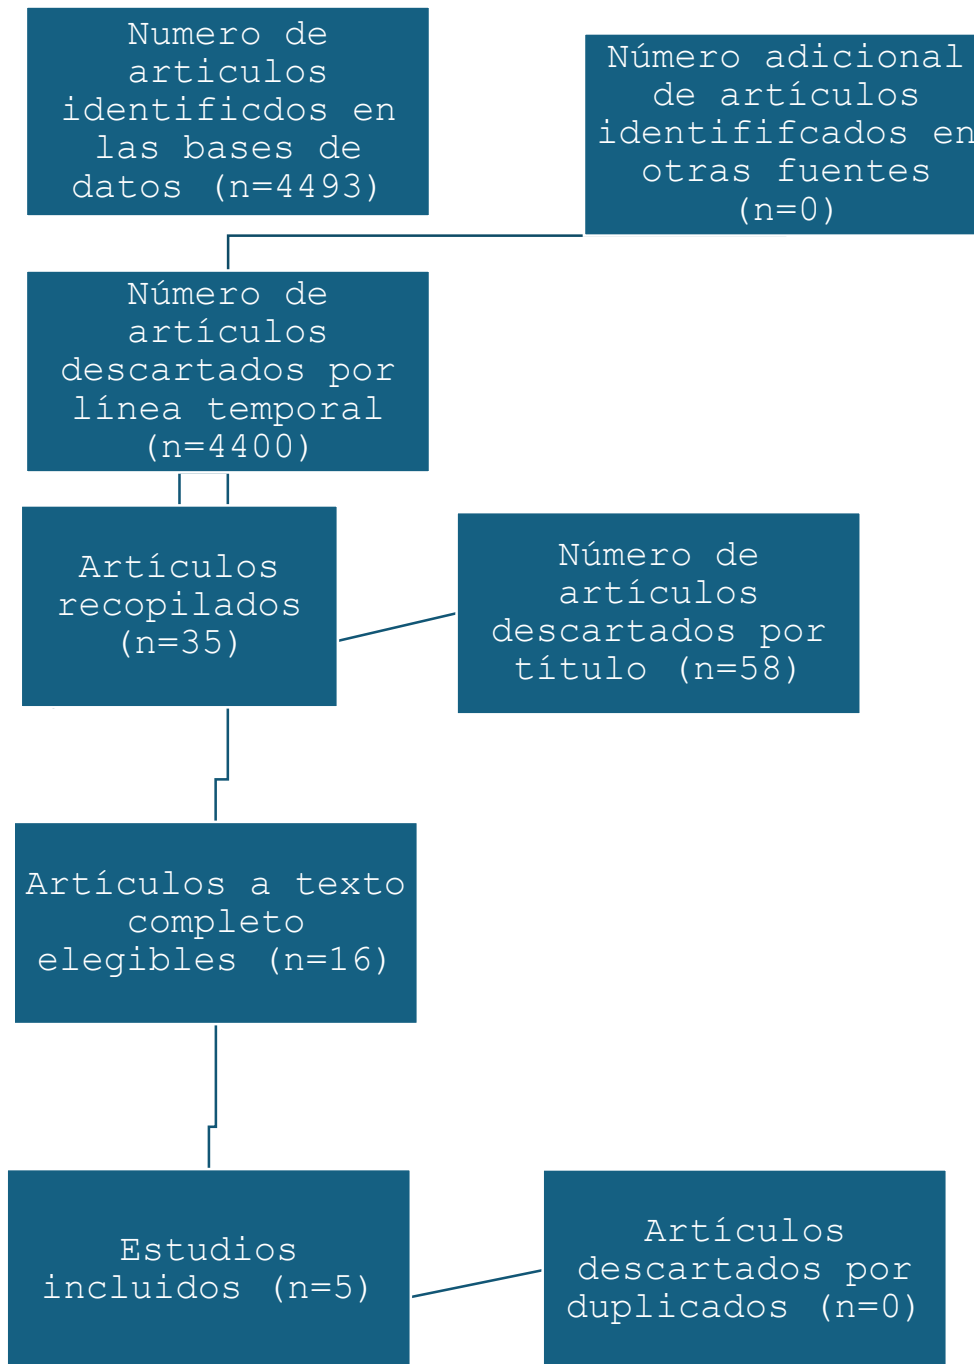 Numero de
articulos
identificdos en
las bases de
datos (n=4493)
Número adicional
de artículos
identififcados en
otras fuentes
(n=0)
Número de
artículos
descartados por
línea temporal
(n=4400)
Artículos
recopilados
(n=35)
Número de
artículos
descartados por
título (n=58)
Artículos a texto
completo
elegibles (n=16)
Estudios
incluidos (n=5)
Artículos
descartados por
duplicados (n=0)